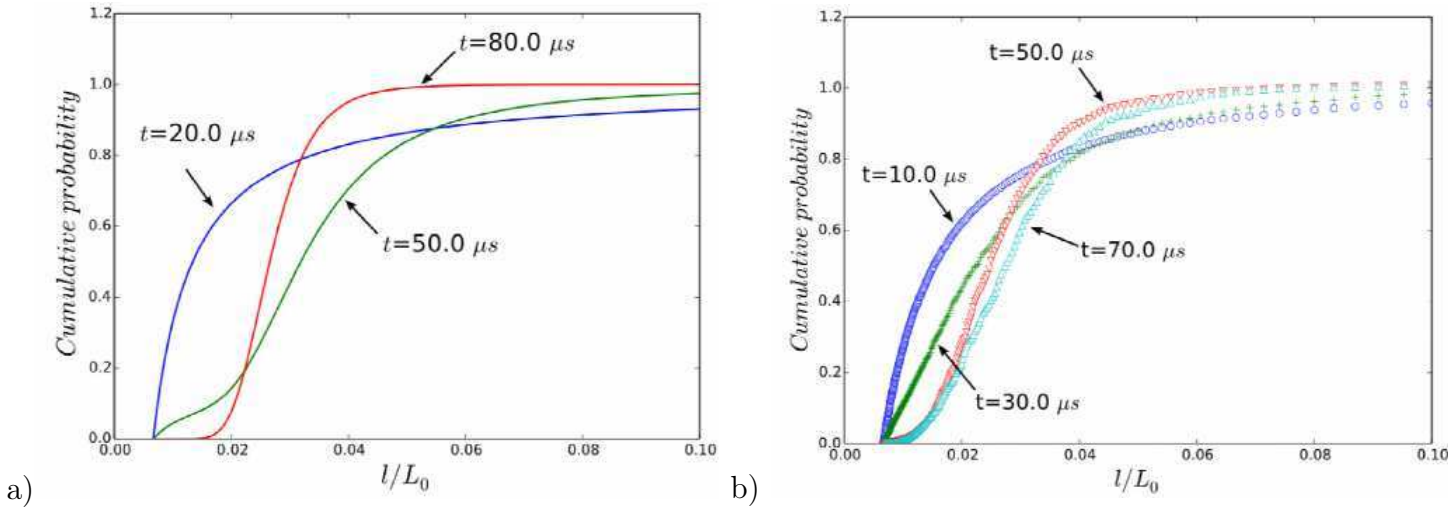 1.2
1.0
0.8
0.6
0.4
0.2
0.0
Cumulative probability
t=80.0 μs
t=20.0 μs
t=50.0 μs
0.00 0.02 0.04 0.06 0.08 0.10
l/L₀
a)
1.2
1.0
0.8
0.6
0.4
0.2
0.0
Cumulative probability
t=50.0 μs
t=10.0 μs
t=70.0 μs
t=30.0 μs
0.00 0.02 0.04 0.06 0.08 0.10
l/L₀
b)